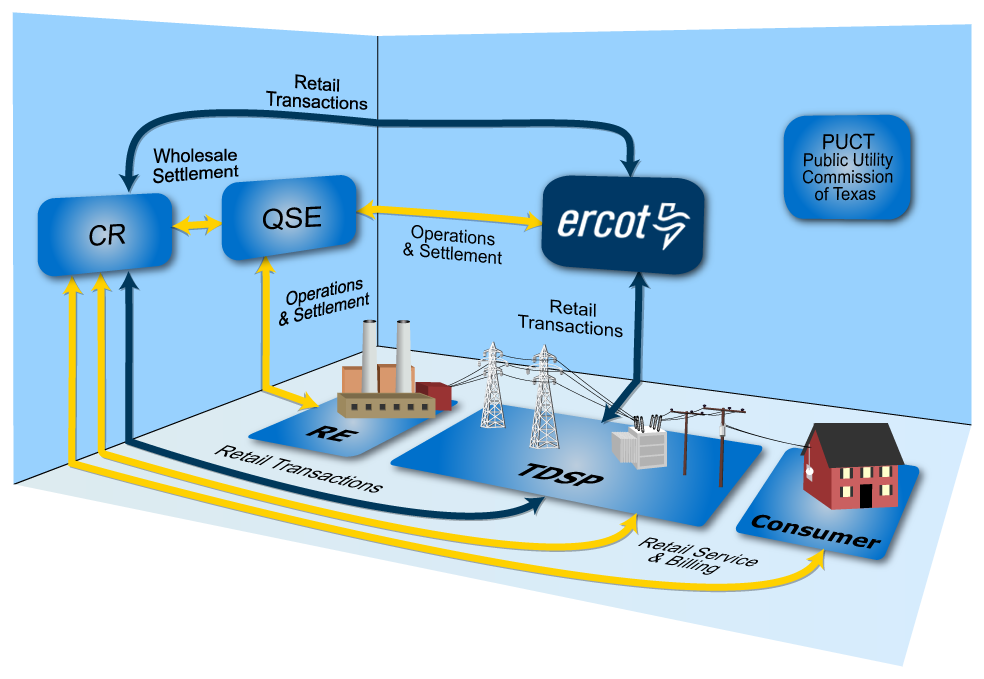 Retail
Transactions
Wholesale
Settlement
PUCT
Public Utility
Commission
of Texas
CR
QSE
ercot
Operations
& Settlement
Operations
& Settlement
Retail
Transactions
RE
Retail Transactions
TDSP
Consumer
Retail Service
& Billing